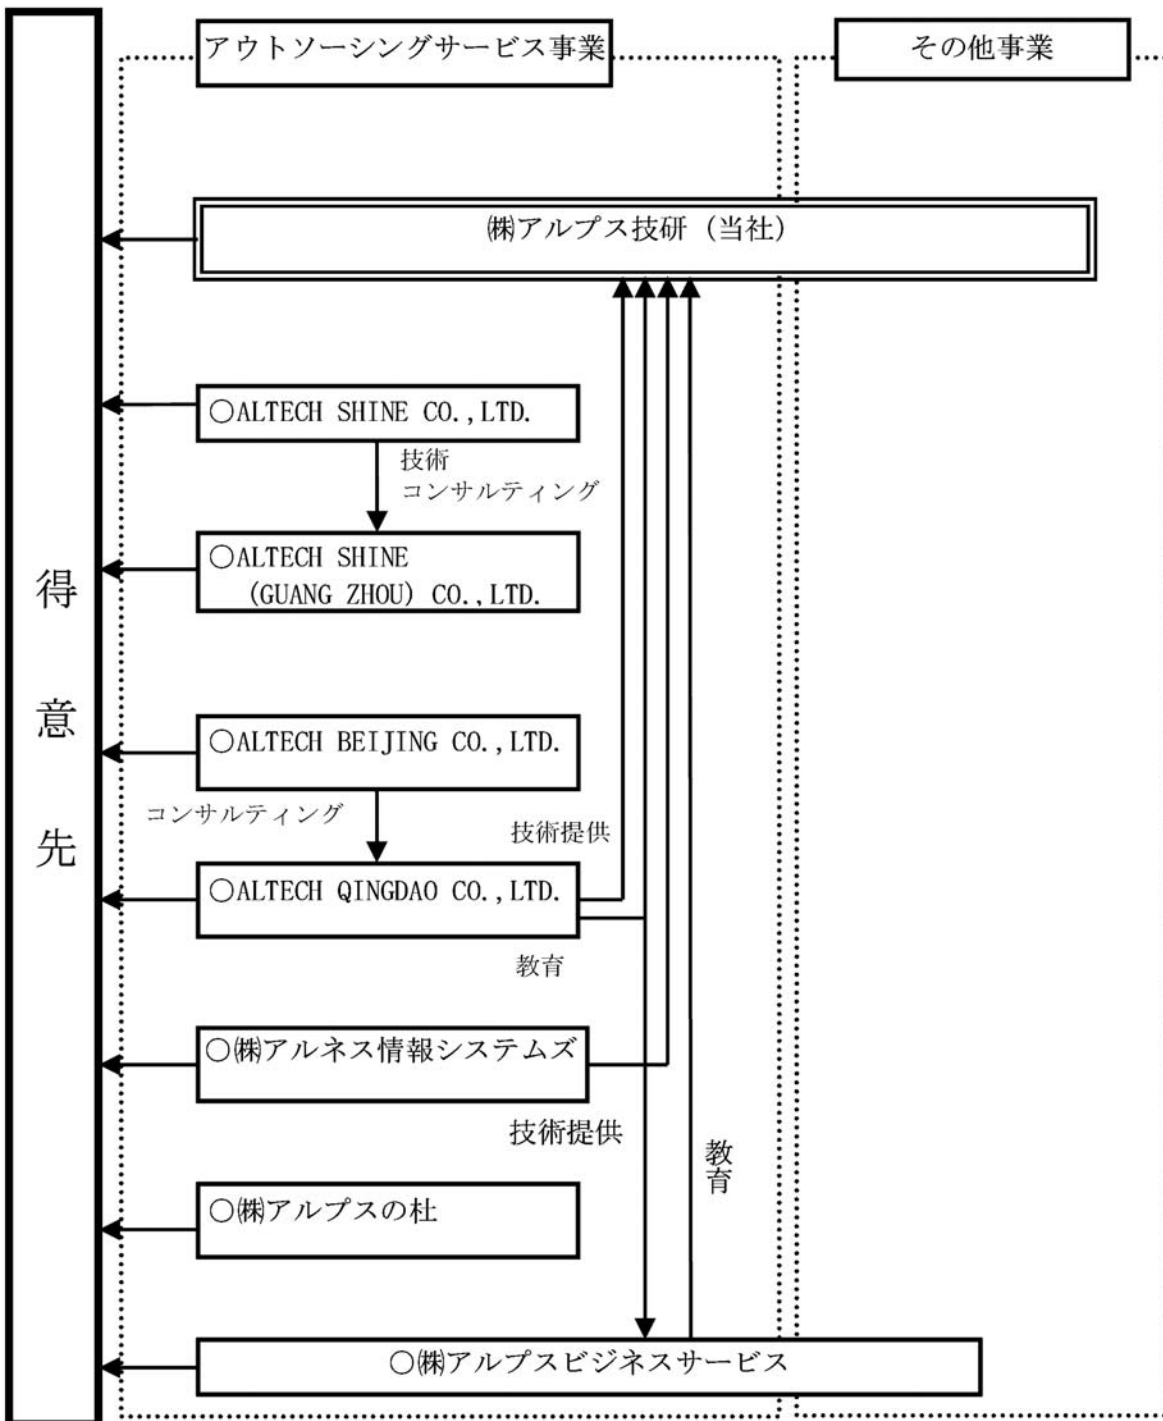 アウトソーシングサービス事業
その他事業
㈱アルプス技研（当社）
○ALTECH SHINE CO.,LTD.
技術
コンサルティング
○ALTECH SHINE
(GUANG ZHOU) CO.,LTD.
得意先
○ALTECH BEIJING CO.,LTD.
コンサルティング
技術提供
○ALTECH QINGDAO CO.,LTD.
教育
○㈱アルネス情報システムズ
技術提供
教育
○㈱アルプスの杜
○㈱アルプスビジネスサービス